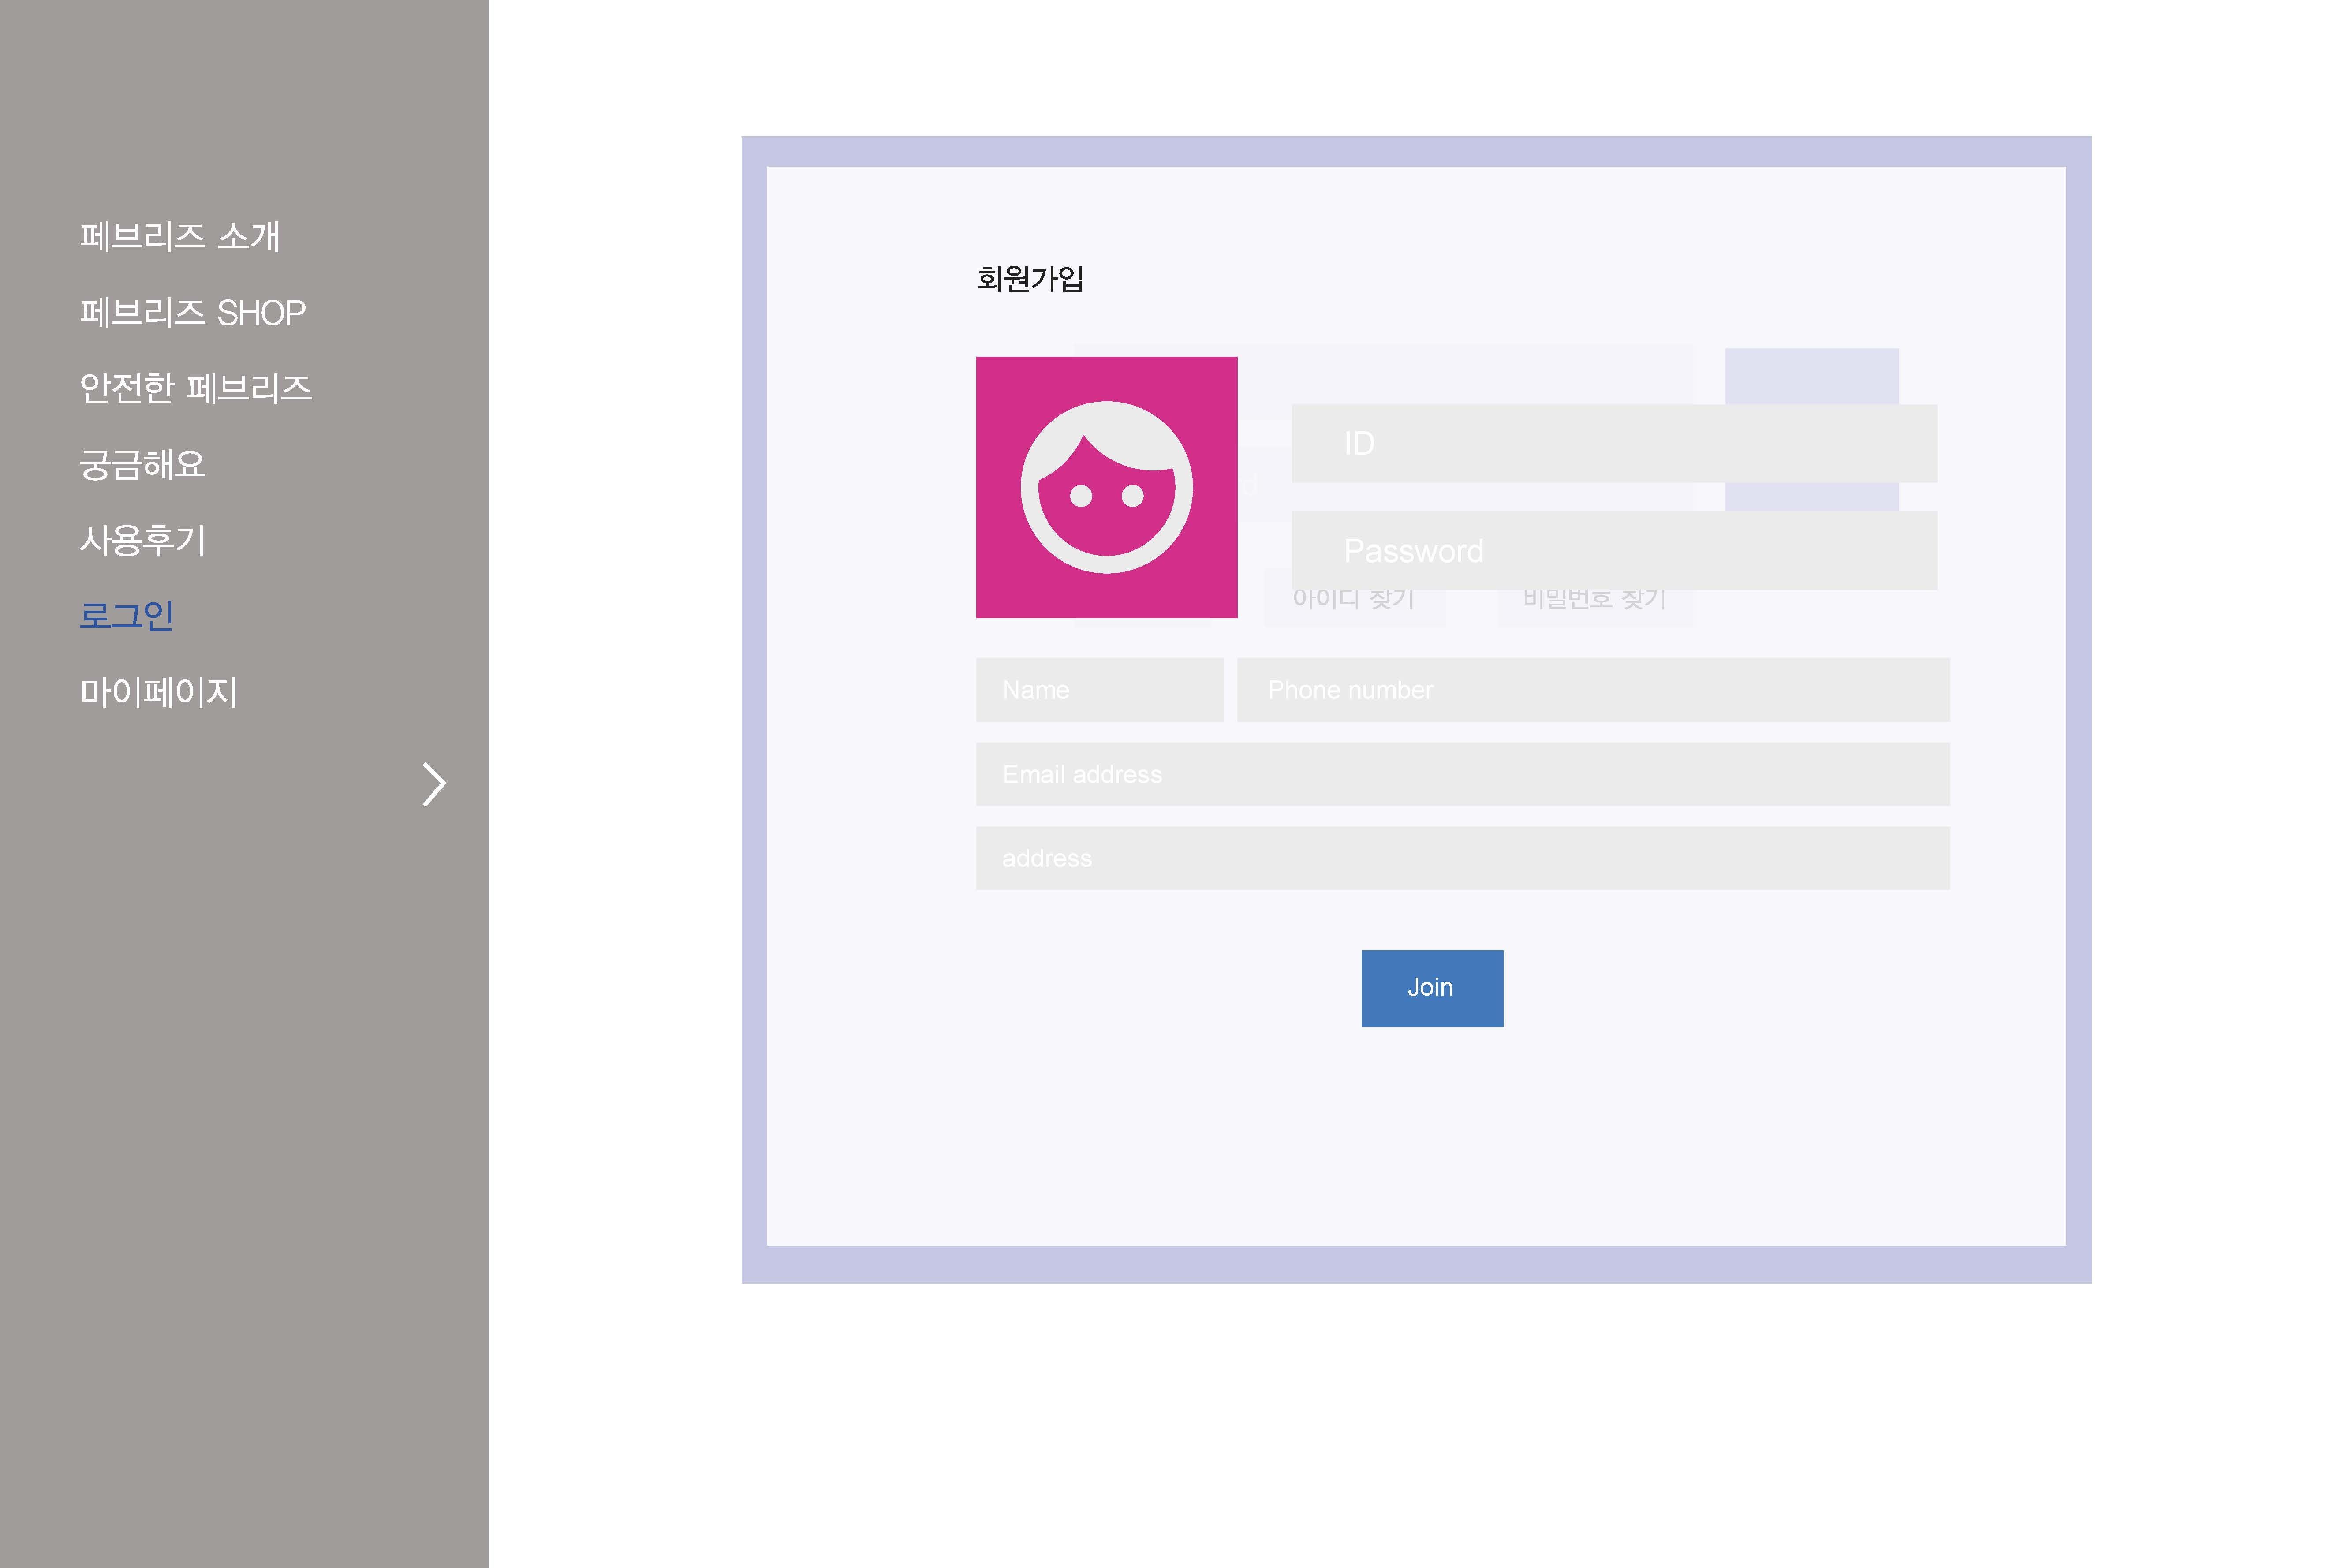 페브리즈 소개
페브리즈 SHOP
안전한 페브리즈
궁금해요
사용후기
로그인
마이페이지
회원가입
ID
Password
아이디 찾기
비밀번호 찾기
Name
Phone number
Email address
address
Join